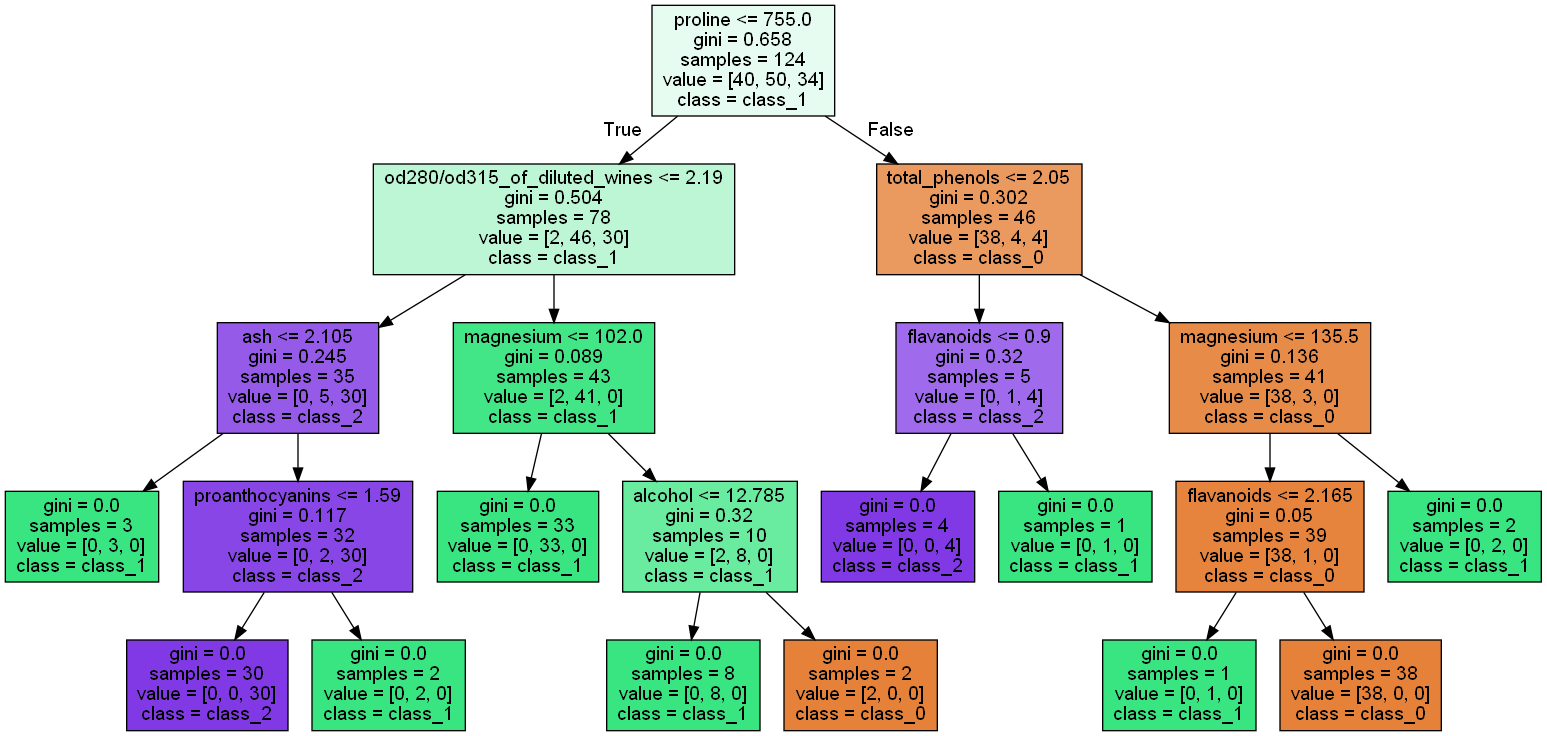 proline <= 755.0
gini = 0.658
samples = 124
value = [40, 50, 34]
class = class_1
True
False
od280/od315_of_diluted_wines <= 2.19
gini = 0.504
samples = 78
value = [2, 46, 30]
class = class_1
total_phenols <= 2.05
gini = 0.302
samples = 46
value = [38, 4, 4]
class = class_0
ash <= 2.105
gini = 0.245
samples = 35
value = [0, 5, 30]
class = class_2
magnesium <= 102.0
gini = 0.089
samples = 43
value = [2, 41, 0]
class = class_1
flavanoids <= 0.9
gini = 0.32
samples = 5
value = [0, 1, 4]
class = class_2
magnesium <= 135.5
gini = 0.136
samples = 41
value = [38, 3, 0]
class = class_0
gini = 0.0
samples = 3
value = [0, 3, 0]
class = class_1
proanthocyanins <= 1.59
gini = 0.117
samples = 32
value = [0, 2, 30]
class = class_2
gini = 0.0
samples = 33
value = [0, 33, 0]
class = class_1
alcohol <= 12.785
gini = 0.32
samples = 10
value = [2, 8, 0]
class = class_1
gini = 0.0
samples = 4
value = [0, 0, 4]
class = class_2
gini = 0.0
samples = 1
value = [0, 1, 0]
class = class_1
flavanoids <= 2.165
gini = 0.05
samples = 39
value = [38, 1, 0]
class = class_0
gini = 0.0
samples = 2
value = [0, 2, 0]
class = class_1
gini = 0.0
samples = 30
value = [0, 0, 30]
class = class_2
gini = 0.0
samples = 2
value = [0, 2, 0]
class = class_1
gini = 0.0
samples = 8
value = [0, 8, 0]
class = class_1
gini = 0.0
samples = 2
value = [2, 0, 0]
class = class_0
gini = 0.0
samples = 1
value = [0, 1, 0]
class = class_1
gini = 0.0
samples = 38
value = [38, 0, 0]
class = class_0